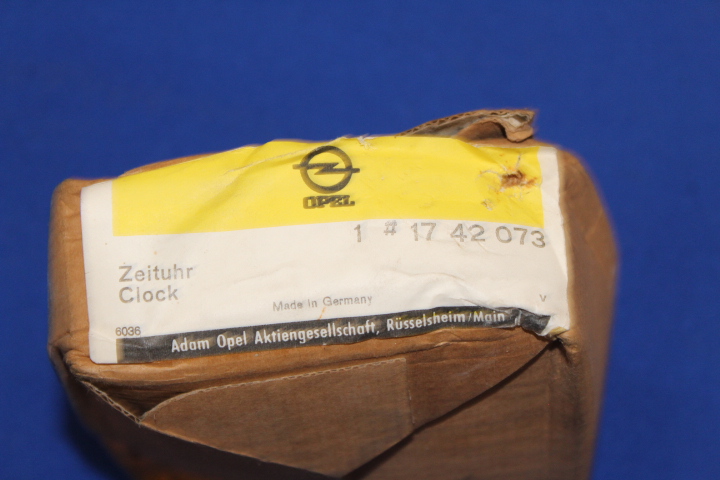 OPEL
1 # 17 42 073
Zeituhr
Clock
Made in Germany
V
6036
Adam Opel Aktiengesellschaft, Rüsselsheim/Main